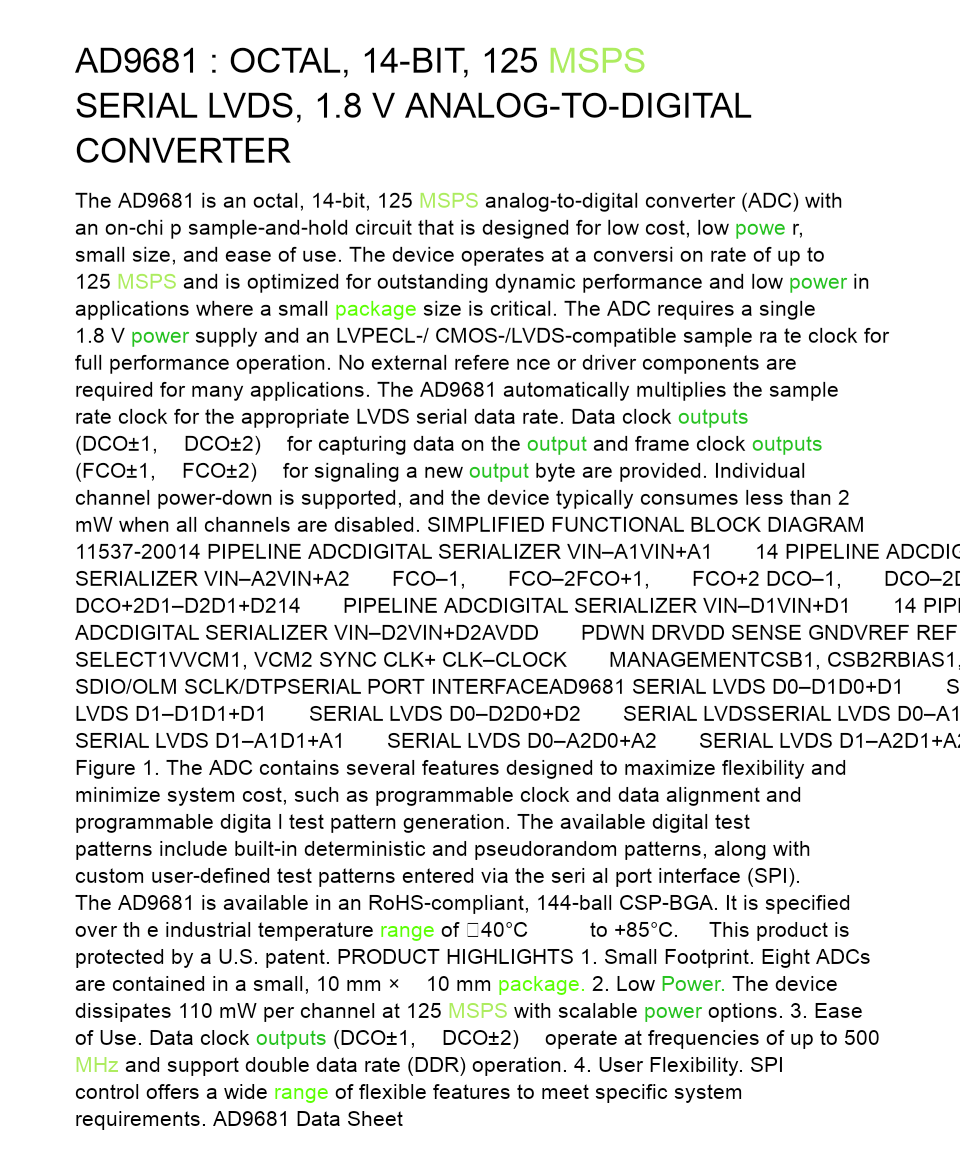 AD9681 : OCTAL, 14-BIT, 125 MSPS
SERIAL LVDS, 1.8 V ANALOG-TO-DIGITAL
CONVERTER
The AD9681 is an octal, 14-bit, 125 MSPS analog-to-digital converter (ADC) with
an on-chi p sample-and-hold circuit that is designed for low cost, low powe r,
small size, and ease of use. The device operates at a conversi on rate of up to
125 MSPS and is optimized for outstanding dynamic performance and low power in
applications where a small package size is critical. The ADC requires a single
1.8 V power supply and an LVPECL-/ CMOS-/LVDS-compatible sample ra te clock for
full performance operation. No external refere nce or driver components are
required for many applications. The AD9681 automatically multiplies the sample
rate clock for the appropriate LVDS serial data rate. Data clock outputs
(DCO±1, DCO±2) for capturing data on the output and frame clock outputs
(FCO±1, FCO±2) for signaling a new output byte are provided. Individual
channel power-down is supported, and the device typically consumes less than 2
mW when all channels are disabled. SIMPLIFIED FUNCTIONAL BLOCK DIAGRAM
11537-20014 PIPELINE ADCDIGITAL SERIALIZER VIN–A1VIN+A1 14 PIPELINE ADCDIG
SERIALIZER VIN–A2VIN+A2 FCO–1, FCO–2FCO+1, FCO+2 DCO–1, DCO–2D
DCO+2D1–D2D1+D214 PIPELINE ADCDIGITAL SERIALIZER VIN–D1VIN+D1 14 PIP
ADCDIGITAL SERIALIZER VIN–D2VIN+D2AVDD PDWN DRVDD SENSE GNDVREF REF
SELECT1VVCM1, VCM2 SYNC CLK+ CLK–CLOCK MANAGEMENTCSB1, CSB2RBIAS1,
SDIO/OLM SCLK/DTPSERIAL PORT INTERFACEAD9681 SERIAL LVDS D0–D1D0+D1 S
LVDS D1–D1D1+D1 SERIAL LVDS D0–D2D0+D2 SERIAL LVDSSERIAL LVDS D0–A1
SERIAL LVDS D1–A1D1+A1 SERIAL LVDS D0–A2D0+A2 SERIAL LVDS D1–A2D1+A2
Figure 1. The ADC contains several features designed to maximize flexibility and
minimize system cost, such as programmable clock and data alignment and
programmable digita l test pattern generation. The available digital test
patterns include built-in deterministic and pseudorandom patterns, along with
custom user-defined test patterns entered via the seri al port interface (SPI).
The AD9681 is available in an RoHS-compliant, 144-ball CSP-BGA. It is specified
over th e industrial temperature range of 40°C to +85°C. This product is
protected by a U.S. patent. PRODUCT HIGHLIGHTS 1. Small Footprint. Eight ADCs
are contained in a small, 10 mm × 10 mm package. 2. Low Power. The device
dissipates 110 mW per channel at 125 MSPS with scalable power options. 3. Ease
of Use. Data clock outputs (DCO±1, DCO±2) operate at frequencies of up to 500
MHz and support double data rate (DDR) operation. 4. User Flexibility. SPI
control offers a wide range of flexible features to meet specific system
requirements. AD9681 Data Sheet